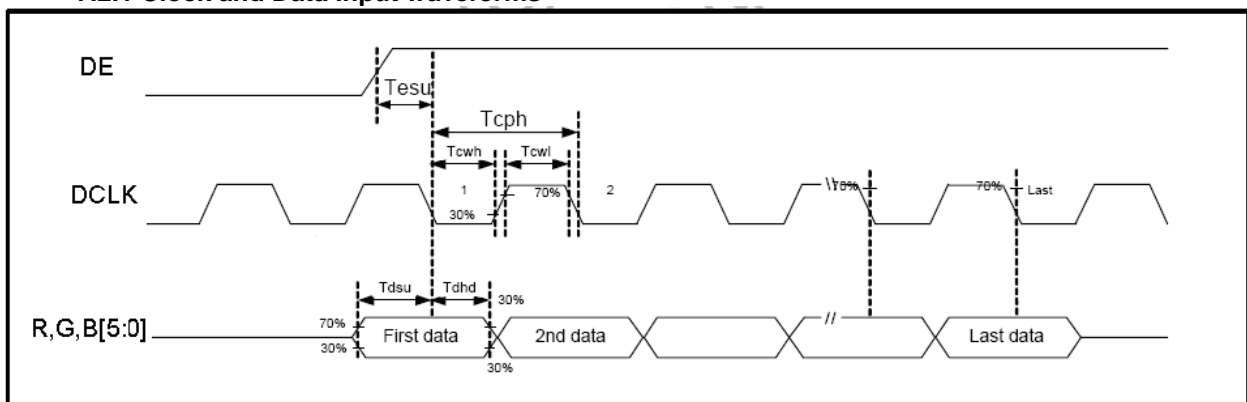 DE
Tesu
Tcph
Tcwh
Tcwl
DCLK
1
30%
70%
2
70%
70%
Last
Tdsu
Tdhd
30%
R,G,B[5:0]
70%
30%
First data
30%
2nd data
//
Last data